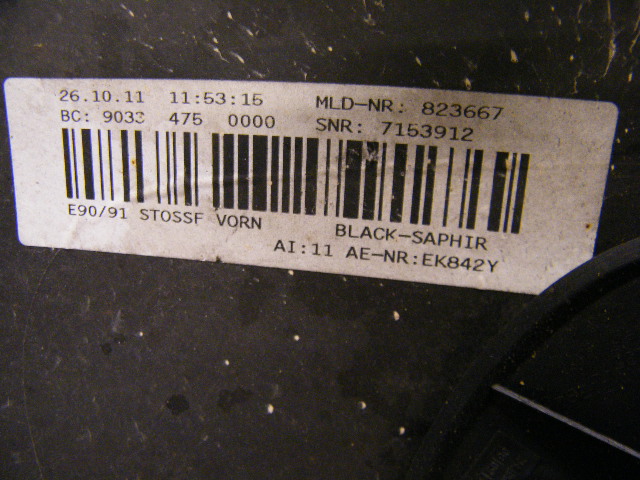 26.10.11 11:53:15 MLD-NR: 823667
BC: 9033 475 0000 SNR: 7153912
E90/91 STOSSF VORN BLACK-SAPHIR
AI:11 AE-NR:EK842Y